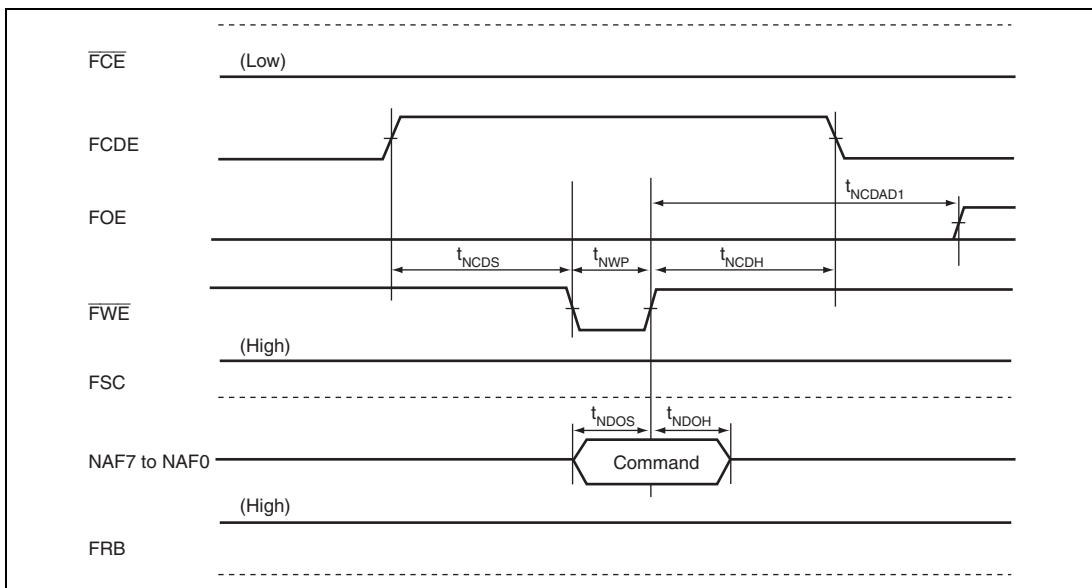 FCE (Low)
FCDE
tNCDAD1
FOE
tNCDS tNWP tNCDH
FWE
(High)
FSC
tNDOS tNDOH
NAF7 to NAF0 Command
(High)
FRB